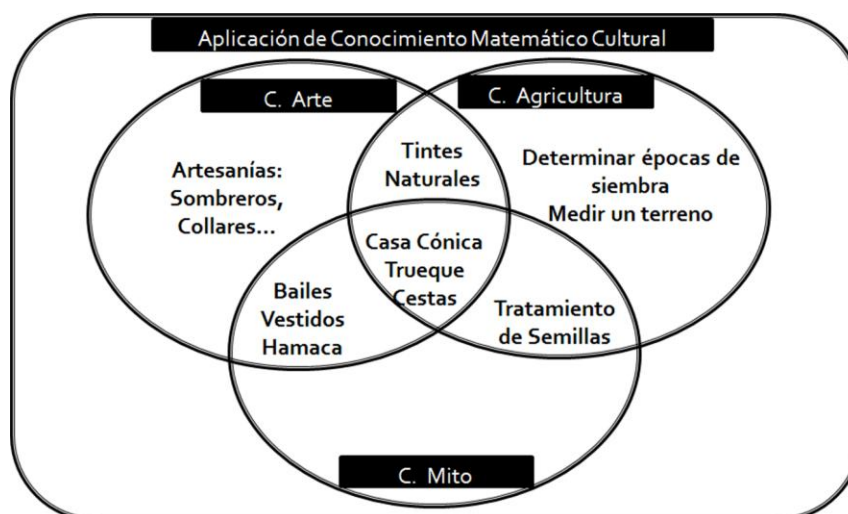 Aplicación de Conocimiento Matemático Cultural
C. Arte
C. Agricultura
Artesanías:
Sombreros,
Collares...
Tintes
Naturales
Determinar épocas de
siembra
Medir un terreno
Casa Cónica
Trueque
Cestas
Bailes
Vestidos
Hamaca
Tratamiento
de Semillas
C. Mito